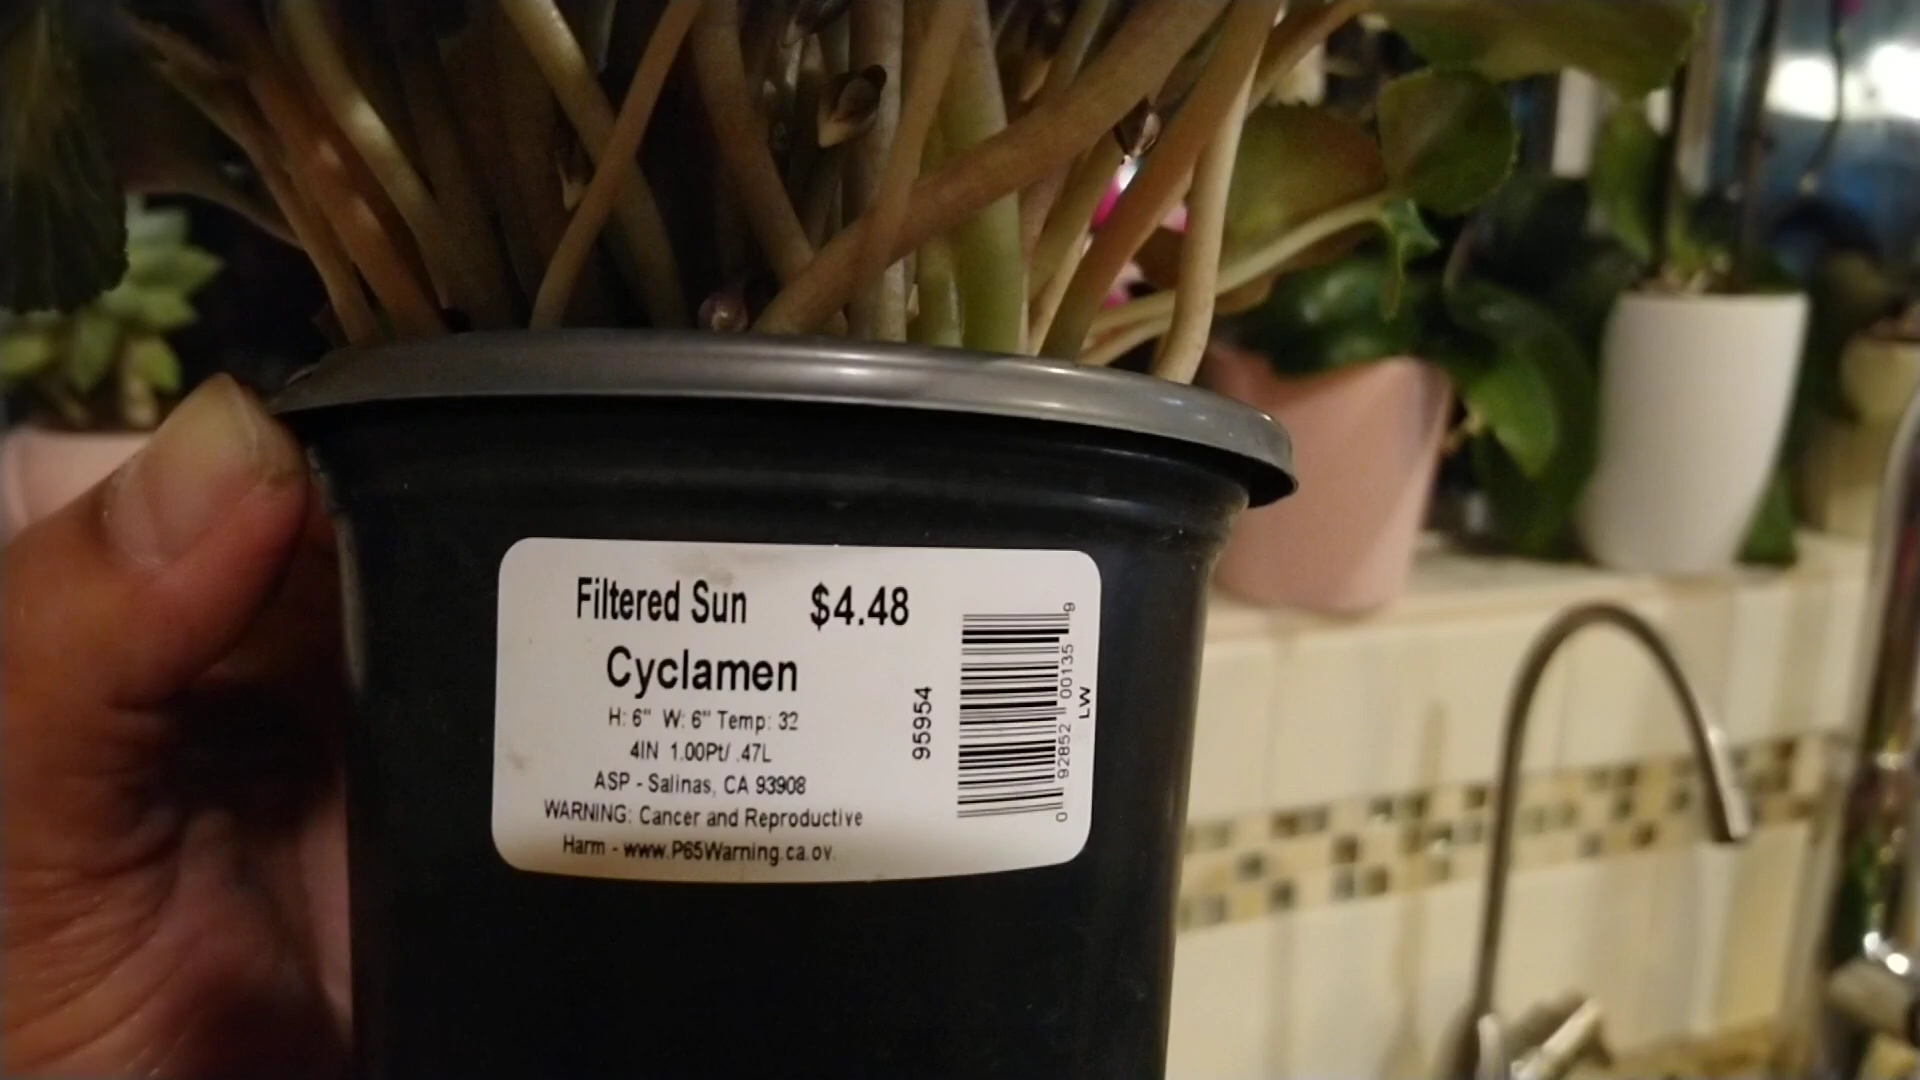 Filtered Sun $4.48
Cyclamen
H: 6" W: 6" Temp: 32
4IN 1.00Pt/ .47L
ASP - Salinas, CA 93908
WARNING: Cancer and Reproductive
Harm - www.P65Warning.ca.ov.
95954
0 92852 00135 9
LW